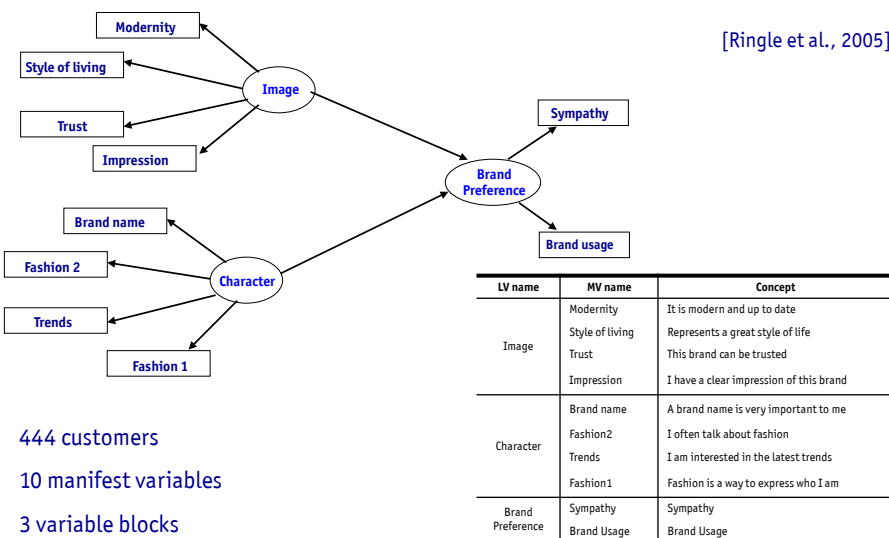 [Ringle et al., 2005]
Modernity
Style of living
Image
Trust
Impression
Sympathy
Brand
Preference
Brand usage
Brand name
Fashion 2
Character
Trends
Fashion 1
444 customers
10 manifest variables
3 variable blocks
LV name MV name Concept
Image
Modernity It is modern and up to date
Style of living Represents a great style of life
Trust This brand can be trusted
Impression I have a clear impression of this brand
Character
Brand name A brand name is very important to me
Fashion2 I often talk about fashion
Trends I am interested in the latest trends
Fashion1 Fashion is a way to express who I am
Brand
Preference
Sympathy Sympathy
Brand Usage Brand Usage